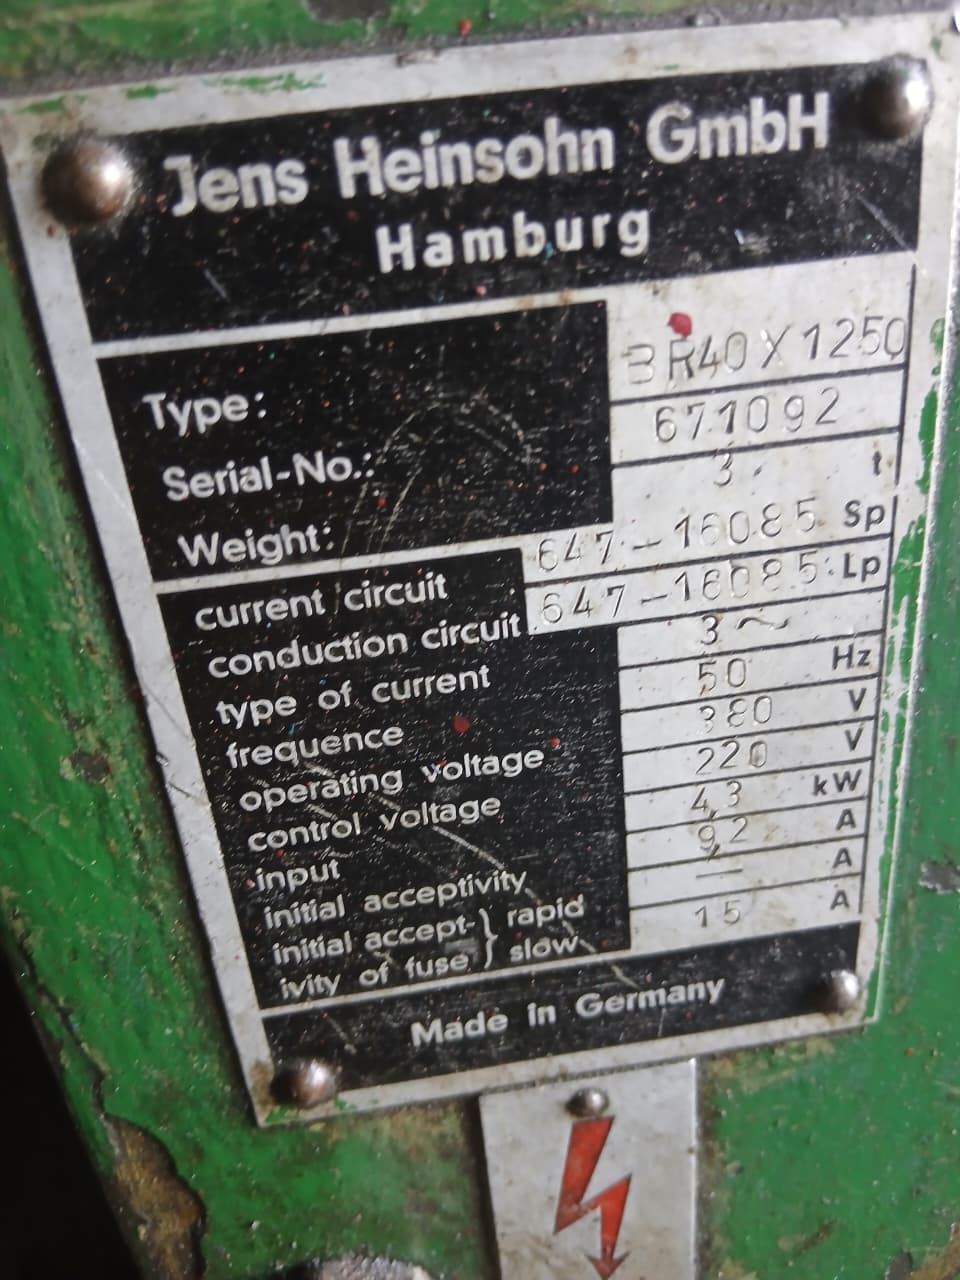 Jens Heinsohn GmbH
Hamburg
Type: BR40X1250
Serial-No.: 671092
Weight: 3 t
current circuit 647-16085 Sp
conduction circuit 647-16085 Lp
type of current 3~
frequence 50 Hz
operating voltage 380 V
control voltage 220 V
input 4,3 kW
initial acceptivity 9,2 A
initial accept- } rapid — A
ivity of fuse } slow 15 A
Made in Germany